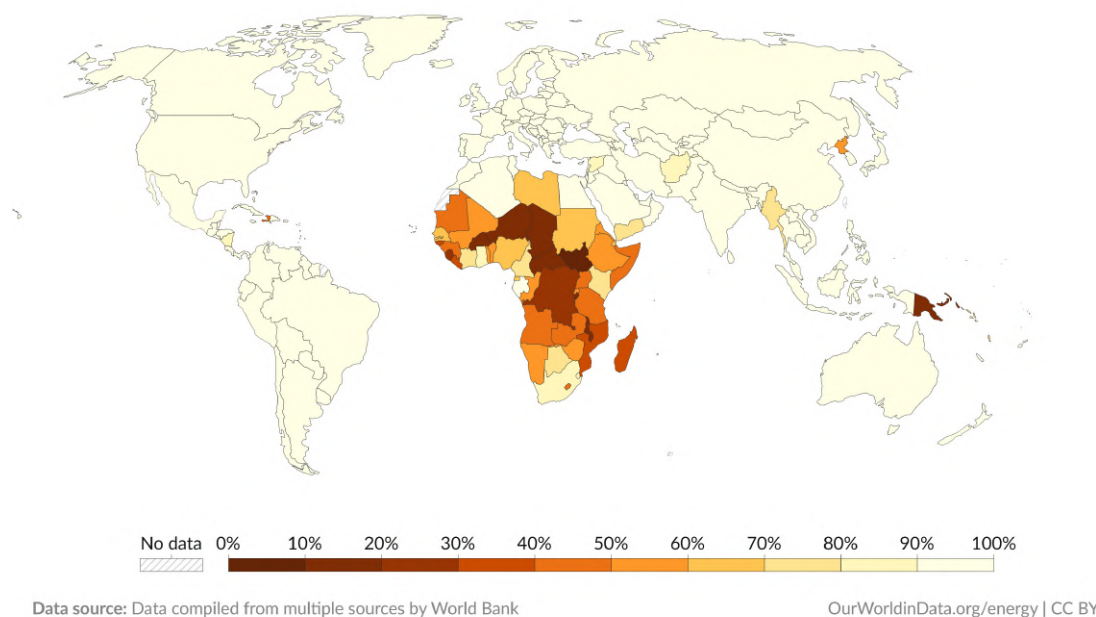 No data 0% 10% 20% 30% 40% 50% 60% 70% 80% 90% 100%
Data source: Data compiled from multiple sources by World Bank OurWorldinData.org/energy | CC BY